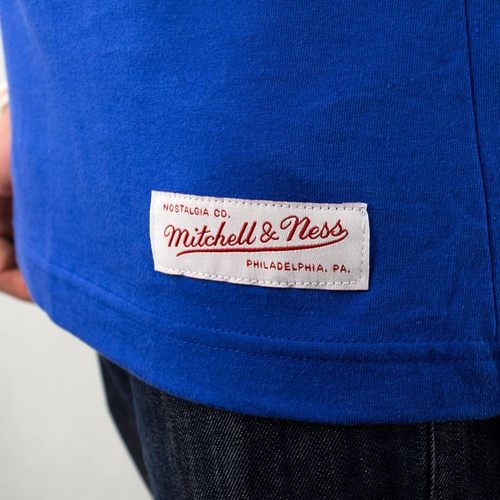 NOSTALGIA CO.
Mitchell & Ness
PHILADELPHIA, PA.